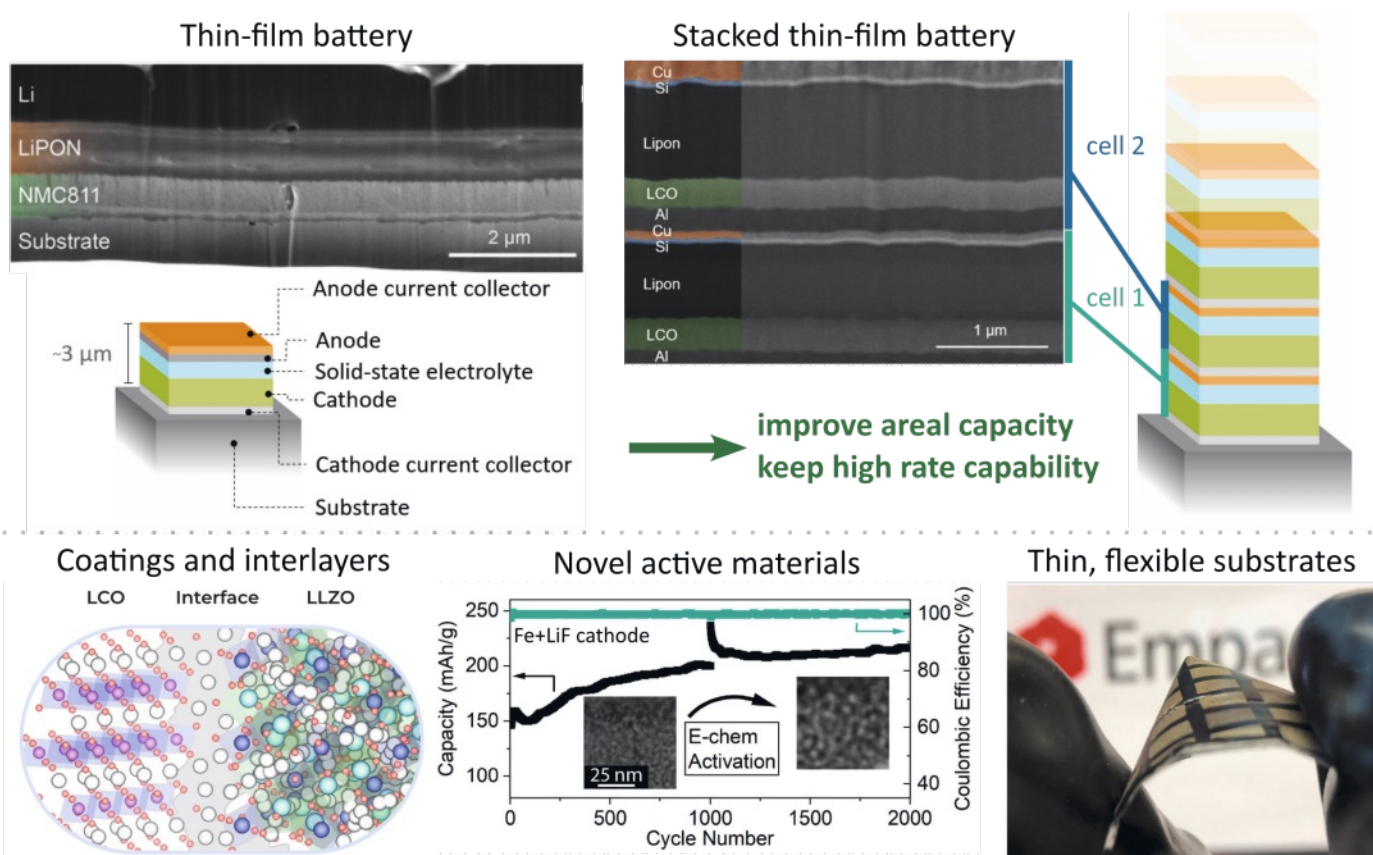 Thin-film battery
Li
LiPON
NMC811
Substrate
2 µm
~3 µm
Anode current collector
Anode
Solid-state electrolyte
Cathode
Cathode current collector
Substrate
Stacked thin-film battery
Cu
Si
Lipon
LCO
Al
Cu
Si
Lipon
LCO
Al
1 µm
cell 2
cell 1
improve areal capacity
keep high rate capability
Coatings and interlayers
LCO Interface LLZO
Novel active materials
Capacity (mAh/g)
250
200
150
100
Fe+LiF cathode
25 nm
E-chem
Activation
0 500 1000 1500 2000
Cycle Number
100
80
60
40
Coulombic Efficiency (%)
Thin, flexible substrates
Empa